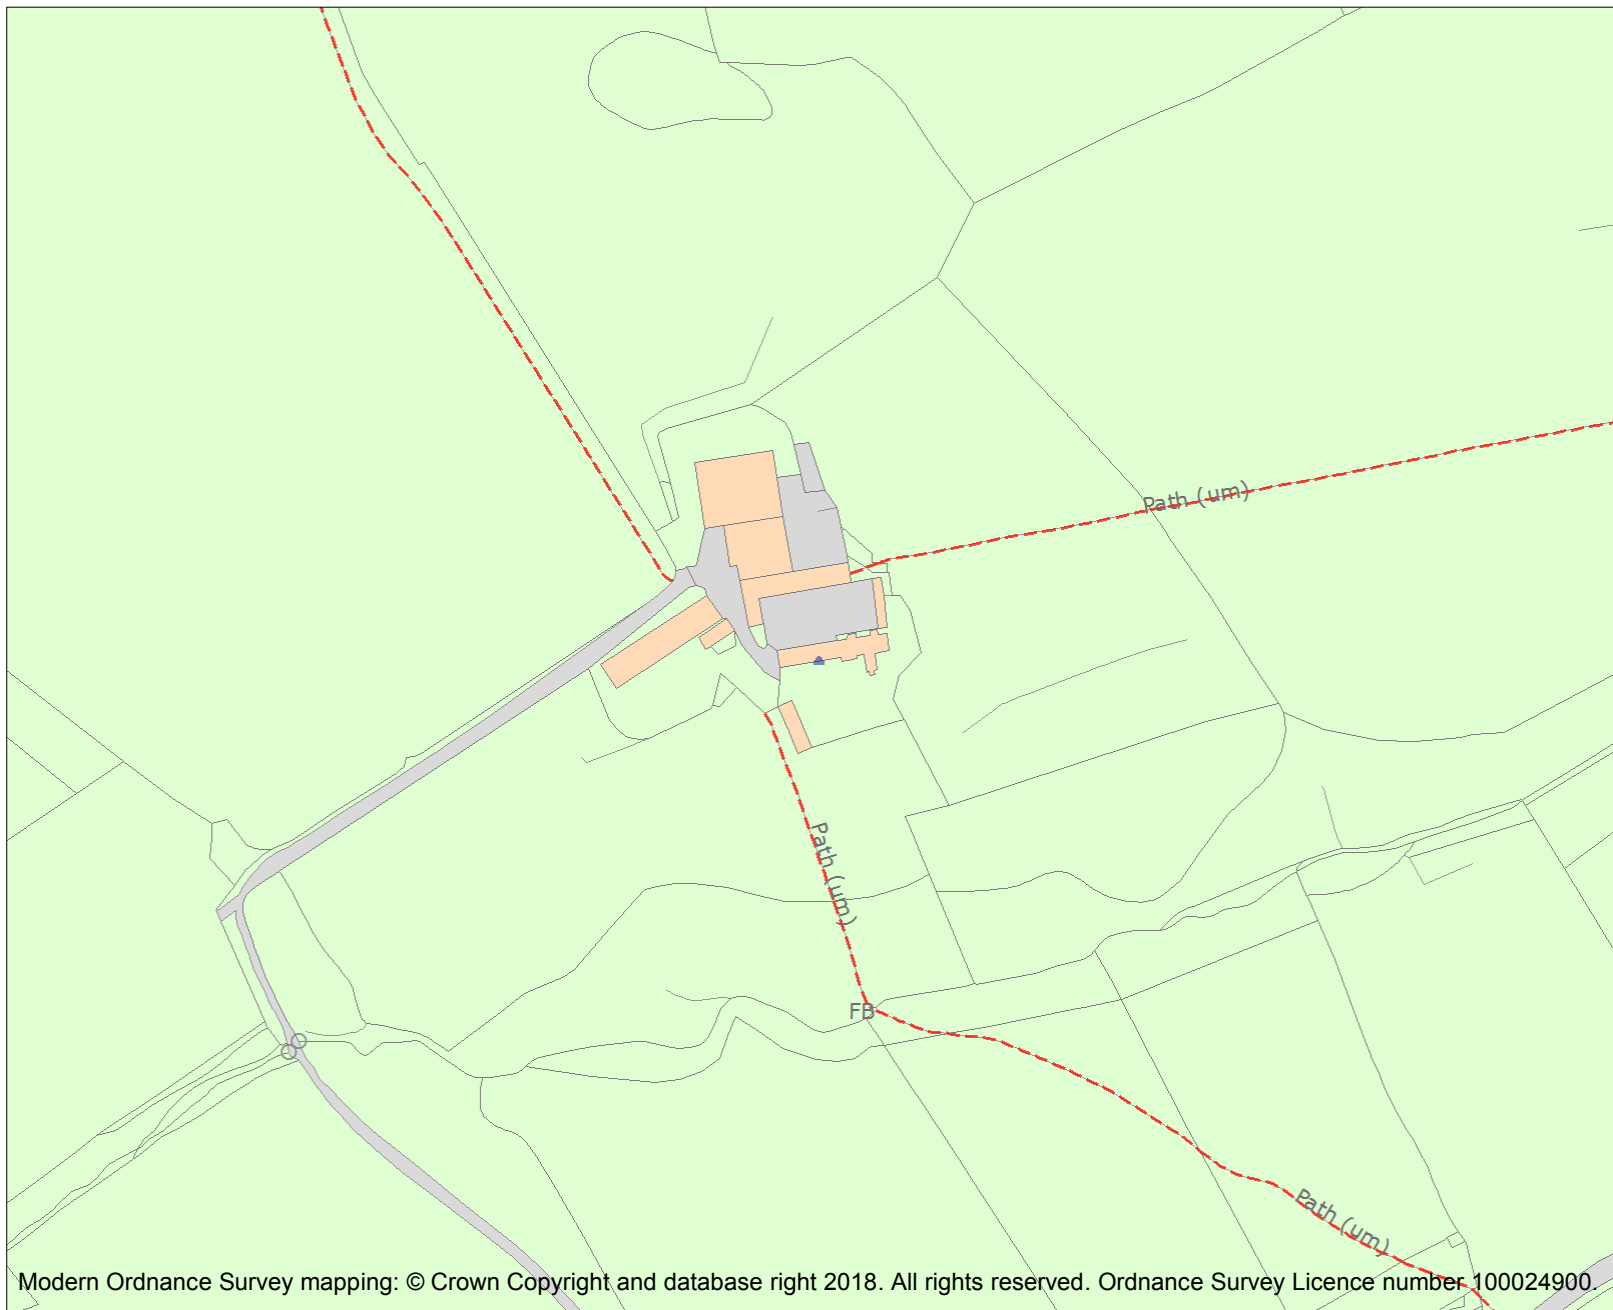 Path (um)
Path (um)
FB
Path (um)
Modern Ordnance Survey mapping: © Crown Copyright and database right 2018. All rights reserved. Ordnance Survey Licence number 100024900.